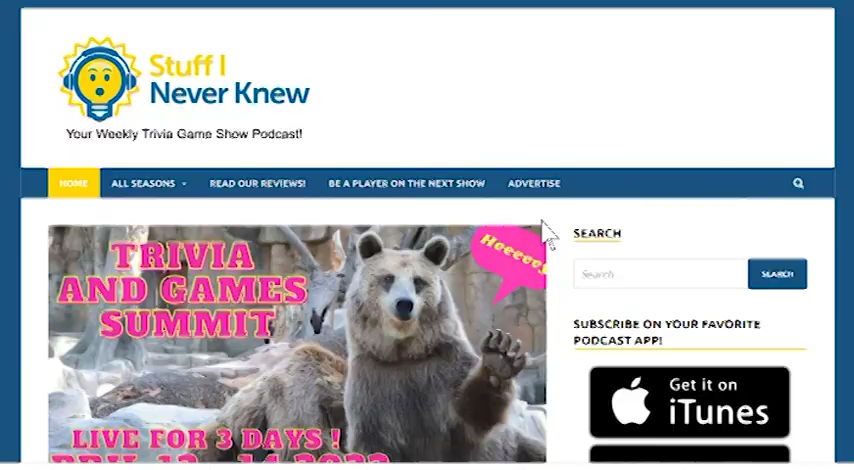 Stuff I
Never Knew
Your Weekly Trivia Game Show Podcast!
HOME
ALL SEASONS
READ OUR REVIEWS!
BE A PLAYER ON THE NEXT SHOW
ADVERTISE
TRIVIA
AND GAMES
SUMMIT
LIVE FOR 3 DAYS !
SEARCH
Search
SEARCH
SUBSCRIBE ON YOUR FAVORITE
PODCAST APP!
Get it on
iTunes